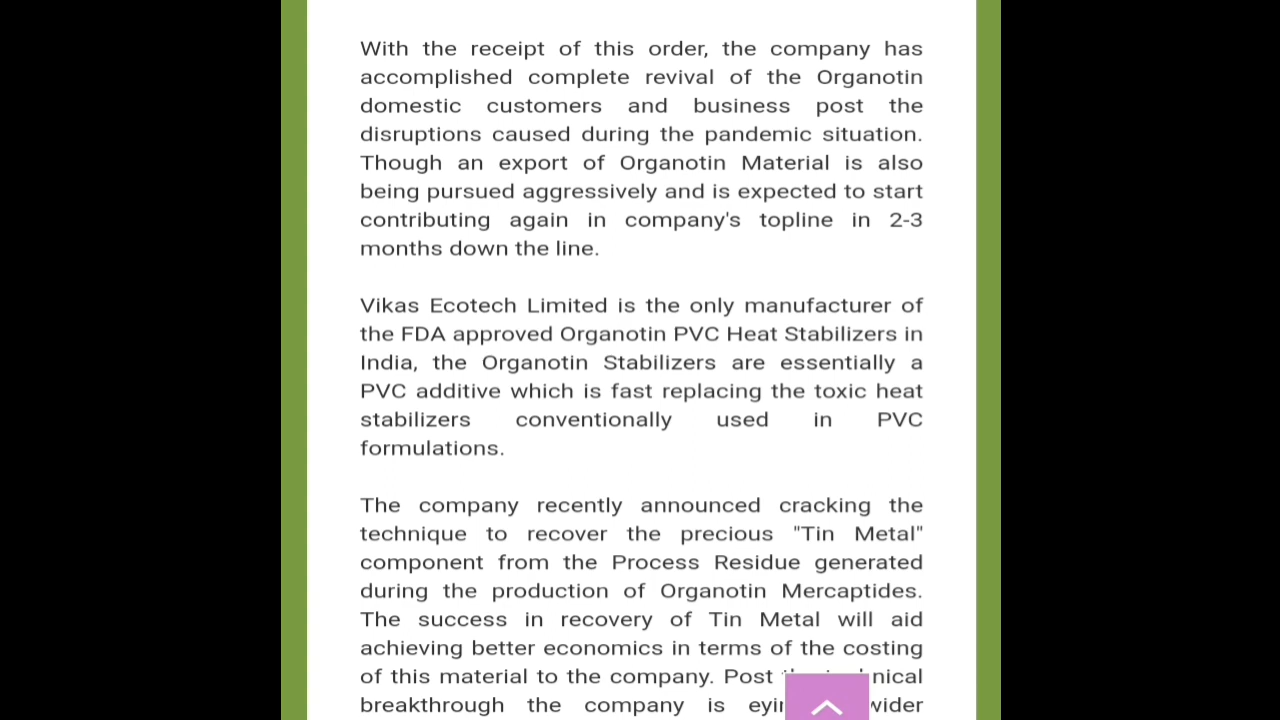 With the receipt of this order, the company has
accomplished complete revival of the Organotin
domestic customers and business post the
disruptions caused during the pandemic situation.
Though an export of Organotin Material is also
being pursued aggressively and is expected to start
contributing again in company's topline in 2-3
months down the line.
Vikas Ecotech Limited is the only manufacturer of
the FDA approved Organotin PVC Heat Stabilizers in
India, the Organotin Stabilizers are essentially a
PVC additive which is fast replacing the toxic heat
stabilizers conventionally used in PVC
formulations.
The company recently announced cracking the
technique to recover the precious "Tin Metal"
component from the Process Residue generated
during the production of Organotin Mercaptides.
The success in recovery of Tin Metal will aid
achieving better economics in terms of the costing
of this material to the company. Post
breakthrough the company is wider